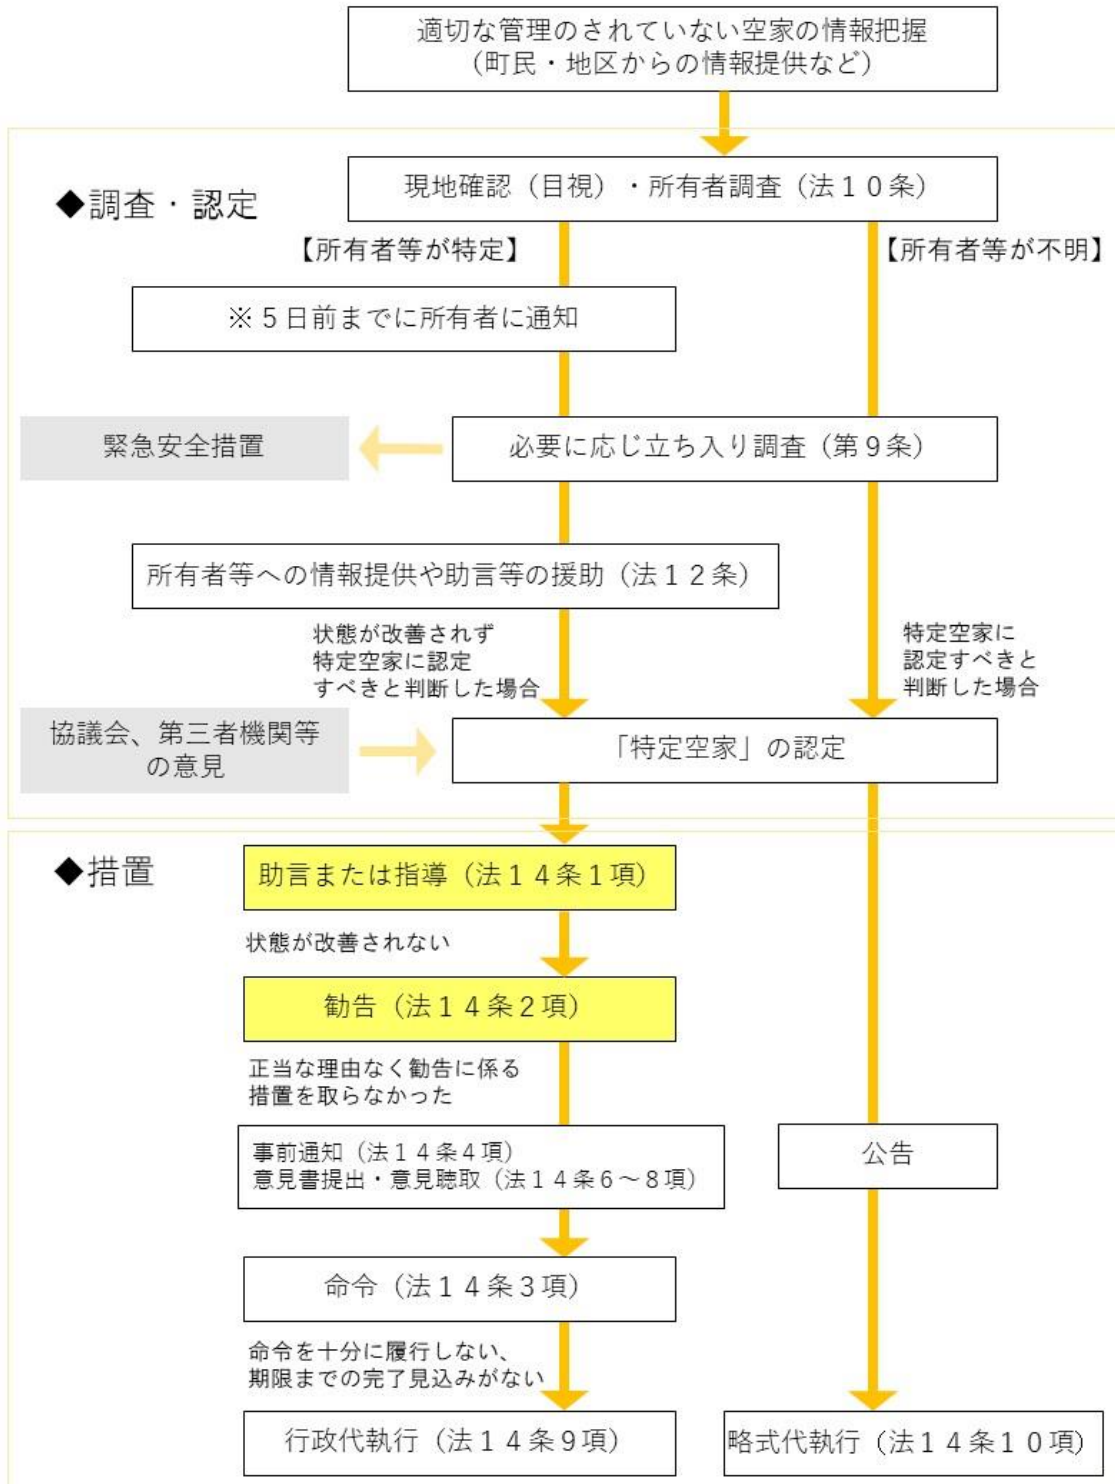 適切な管理のされていない空家の情報把握
（町民・地区からの情報提供など）
◆調査・認定
現地確認（目視）・所有者調査（法１０条）
【所有者等が特定】
【所有者等が不明】
※５日前までに所有者に通知
緊急安全措置
必要に応じ立ち入り調査（第９条）
所有者等への情報提供や助言等の援助（法１２条）
状態が改善されず
特定空家に認定
すべきと判断した場合
特定空家に
認定すべきと
判断した場合
協議会、第三者機関等
の意見
「特定空家」の認定
◆措置
助言または指導（法１４条１項）
状態が改善されない
勧告（法１４条２項）
正当な理由なく勧告に係る
措置を取らなかった
事前通知（法１４条４項）
意見書提出・意見聴取（法１４条６～８項）
公告
命令（法１４条３項）
命令を十分に履行しない、
期限までの完了見込みがない
行政代執行（法１４条９項）
略式代執行（法１４条１０項）